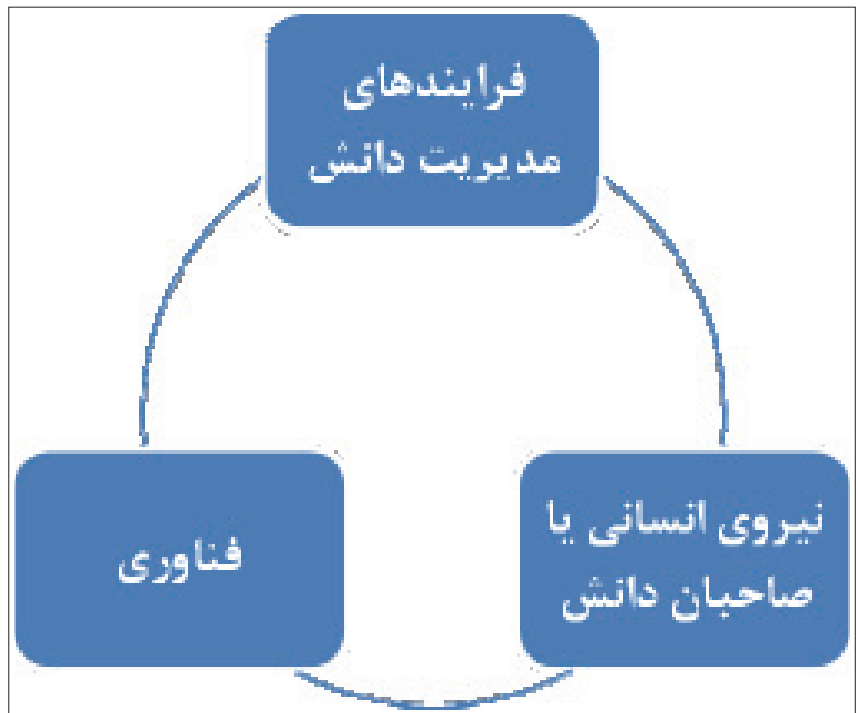 فرایندهای
مدیریت دانش
نیروی انسانی یا
صاحبان دانش
فناوری